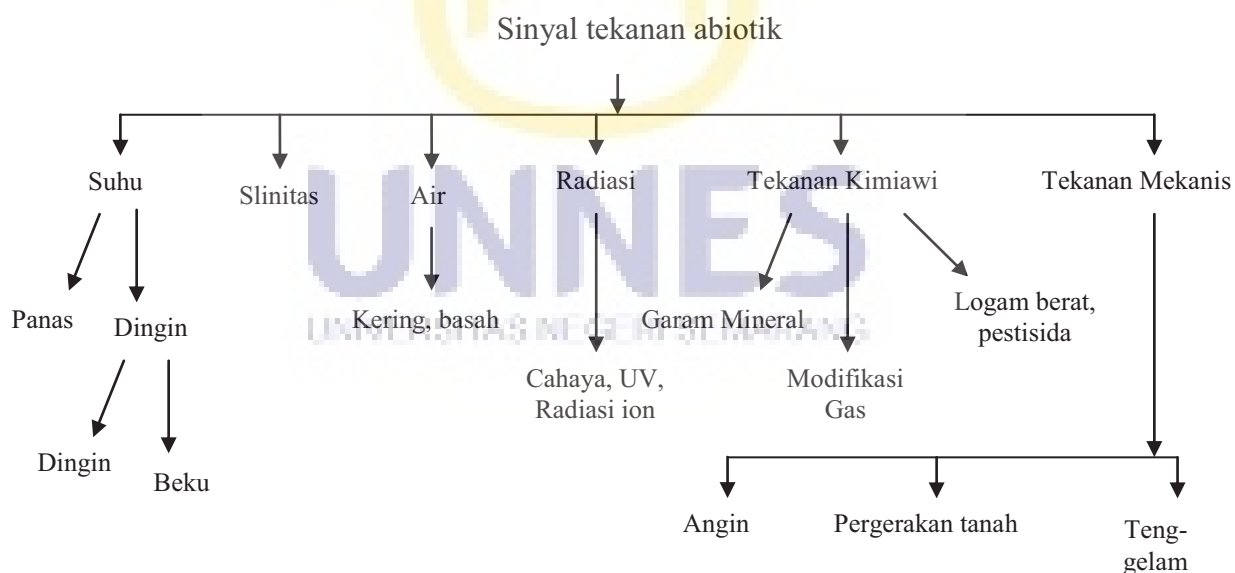 Sinyal tekanan abiotik
Suhu
Slinitas
Air
Radiasi
Tekanan Kimiawi
Tekanan Mekanis
Panas
Dingin
Kering, basah
Garam Mineral
Logam berat,
pestisida
UNNES
UNIVERSITAS NEGERI SEMARANG
Cahaya, UV,
Radiasi ion
Modifikasi
Gas
Dingin
Beku
Angin
Pergerakan tanah
Teng-
gelam